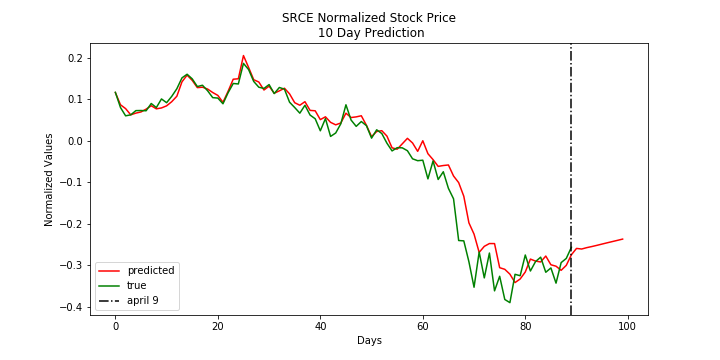 SRCE Normalized Stock Price
10 Day Prediction
Normalized Values
0.2
0.1
0.0
−0.1
−0.2
−0.3
−0.4
predicted
true
april 9
0 20 40 60 80 100
Days